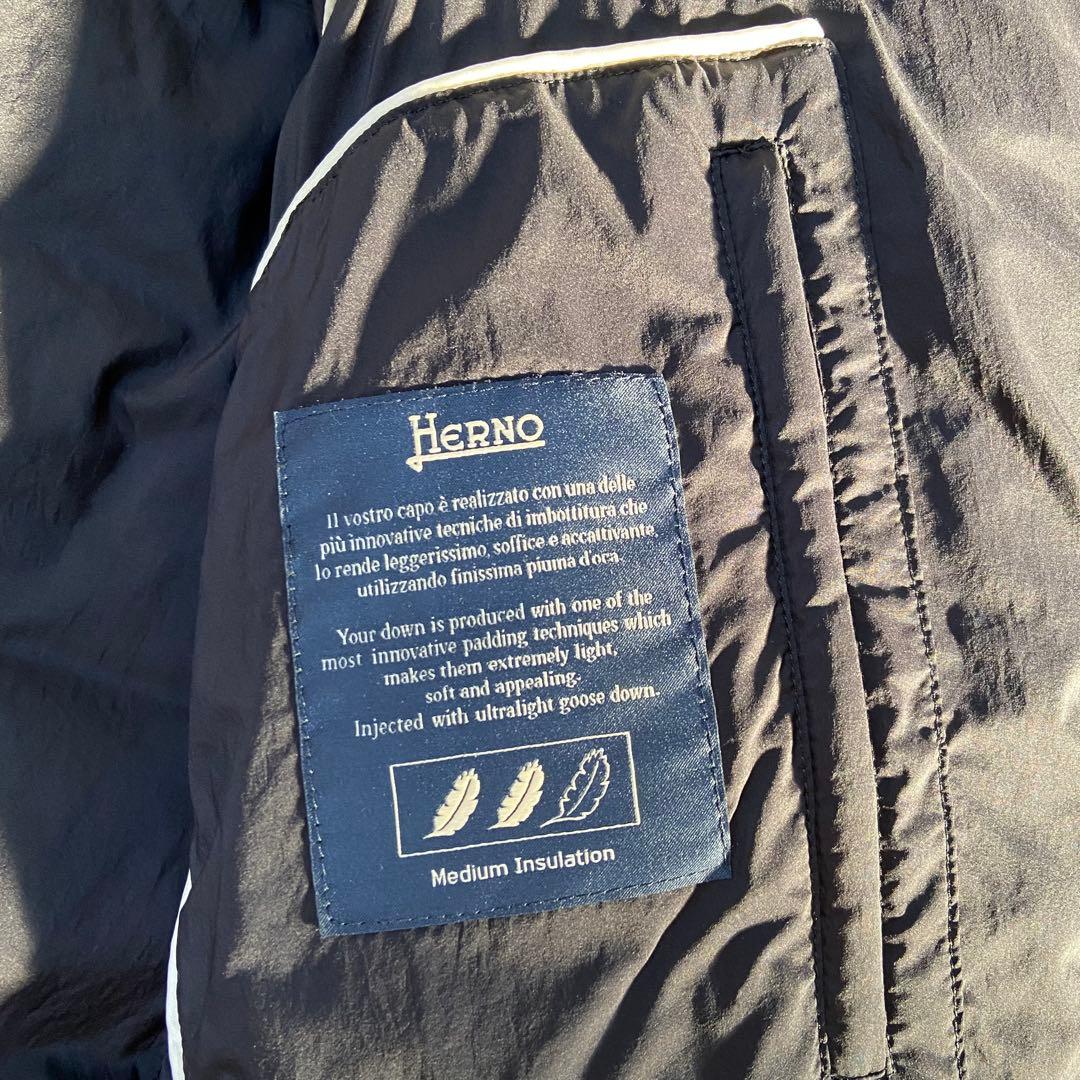 HERNO
Il vostro capo è realizzato con una delle
più innovative tecniche di imbottitura che
lo rende leggerissimo, soffice e accattivante,
utilizzando finissima piuma d'oca.
Your down is produced with one of the
most innovative padding techniques which
makes them extremely light,
soft and appealing.
Injected with ultralight goose down.
Medium Insulation